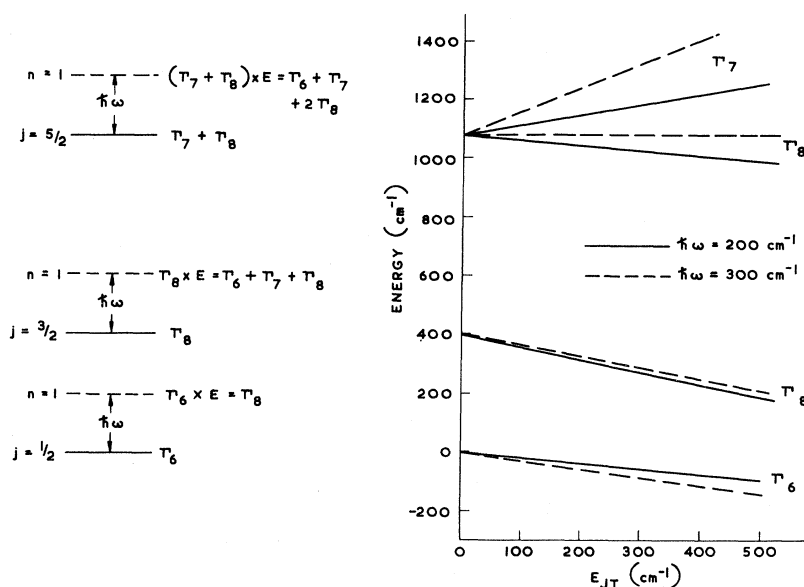 n = 1 (Γ7 + Γ8) x E = Γ6 + Γ7 + 2 Γ8
ħω
j = 5/2 Γ7 + Γ8
n = 1 Γ8 x E = Γ6 + Γ7 + Γ8
ħω
j = 3/2 Γ8
n = 1 Γ6 x E = Γ8
ħω
j = 1/2 Γ6
ENERGY (cm⁻¹)
1400
1200
1000
800
600
400
200
0
-200
Γ7
Γ8
ħω = 200 cm⁻¹
ħω = 300 cm⁻¹
Γ8
Γ6
0 100 200 300 400 500
E_JT (cm⁻¹)